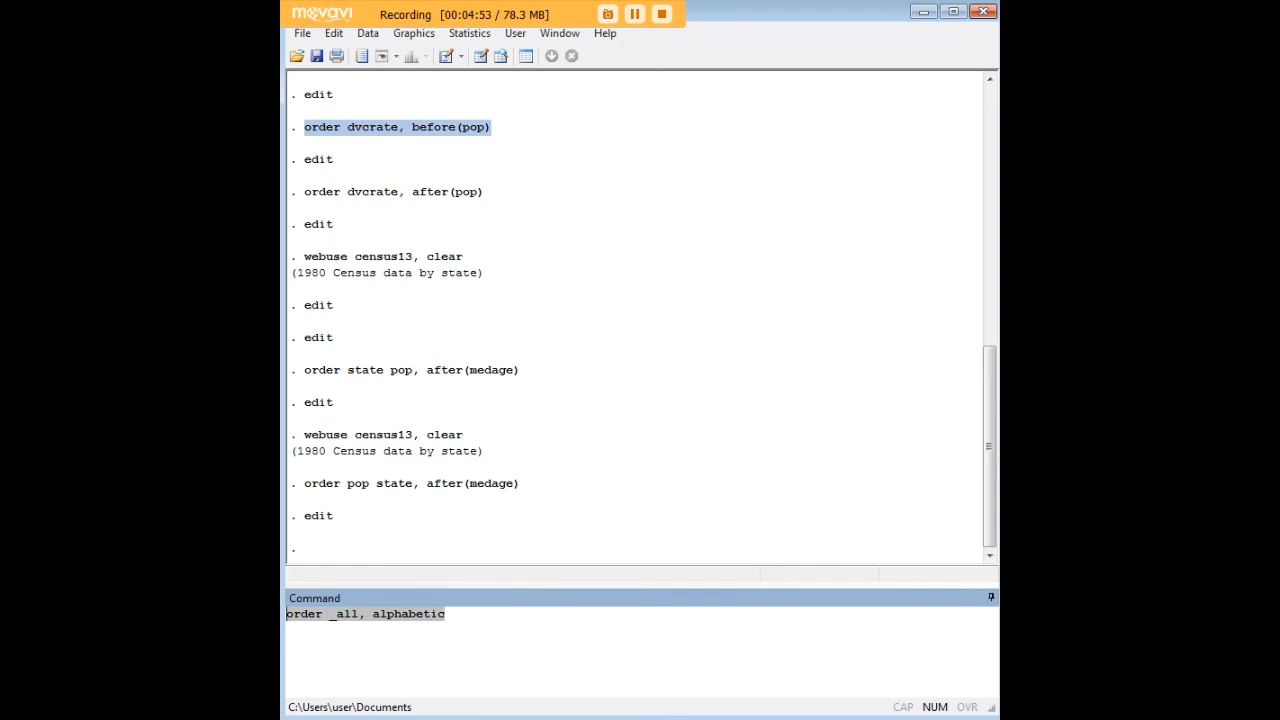 movavi Recording [00:04:53 / 78.3 MB]
File Edit Data Graphics Statistics User Window Help
. edit
. order dvcrate, before(pop)
. edit
. order dvcrate, after(pop)
. edit
. webuse census13, clear
(1980 Census data by state)
. edit
. edit
. order state pop, after(medage)
. edit
. webuse census13, clear
(1980 Census data by state)
. order pop state, after(medage)
. edit
.
Command
order _all, alphabetic
C:\Users\user\Documents CAP NUM OVR